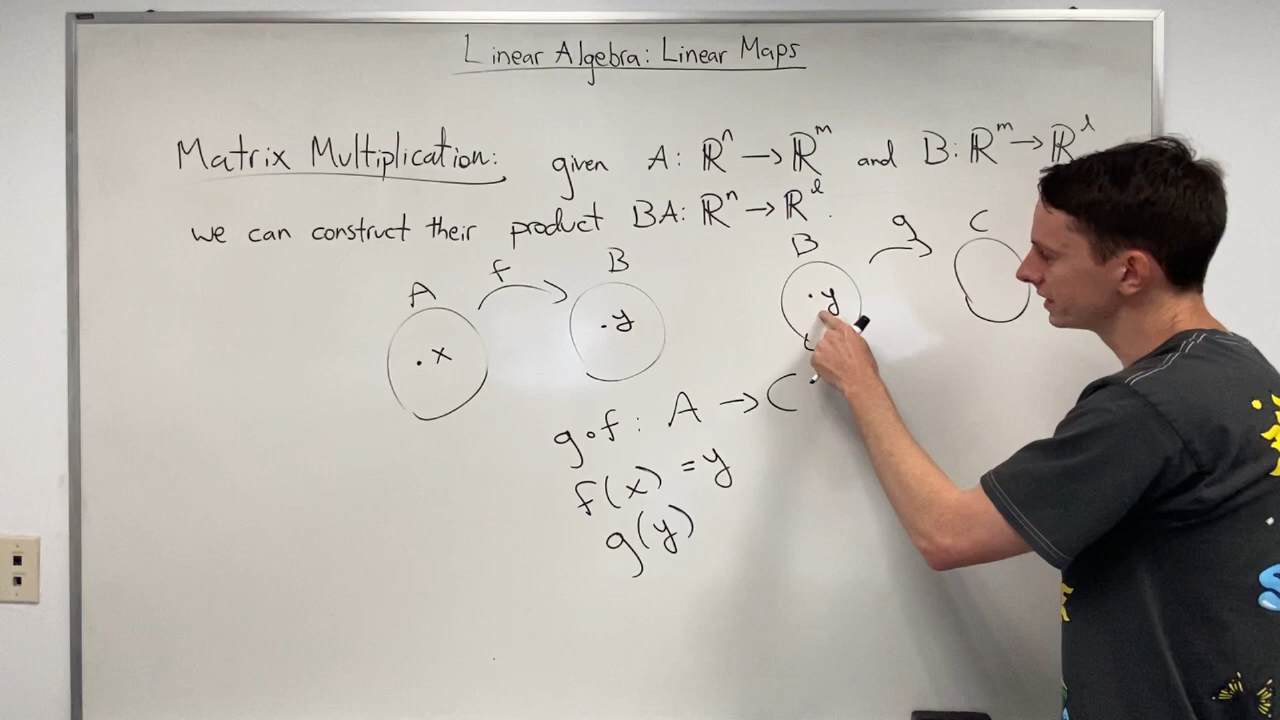 Linear Algebra: Linear Maps
Matrix Multiplication: given A: ℝⁿ → ℝᵐ and B: ℝᵐ → ℝˡ
we can construct their product BA: ℝⁿ → ℝˡ.
A f B B g C
. x . y . y
g∘f : A → C
f(x) = y
g(y)